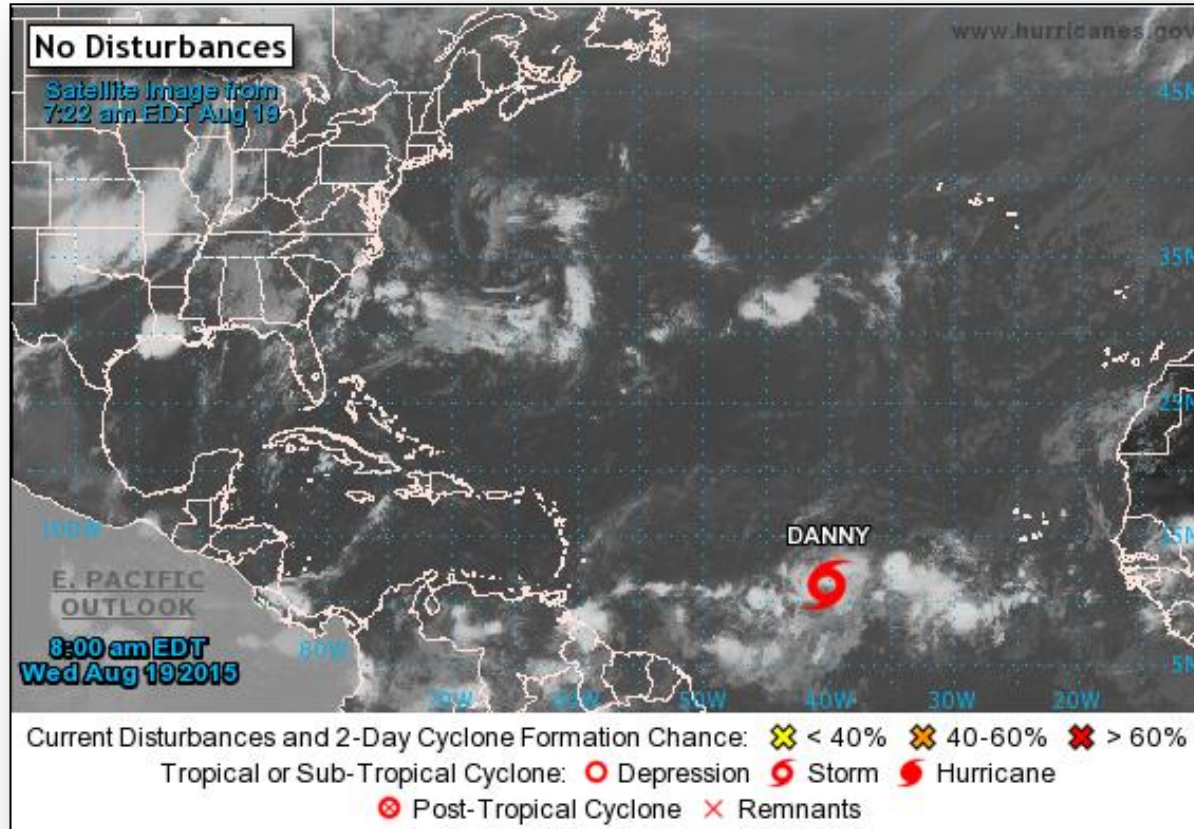 No Disturbances
www.hurricanes.gov
Satellite Image from
7:22 am EDT Aug 19
45N
35N
25N
15N
5N
DANNY
100W
E. PACIFIC
OUTLOOK
8:00 am EDT
Wed Aug 19 2015
80W
70W
60W
50W
40W
30W
20W
Current Disturbances and 2-Day Cyclone Formation Chance: < 40% 40-60% > 60%
Tropical or Sub-Tropical Cyclone: Depression Storm Hurricane
Post-Tropical Cyclone Remnants